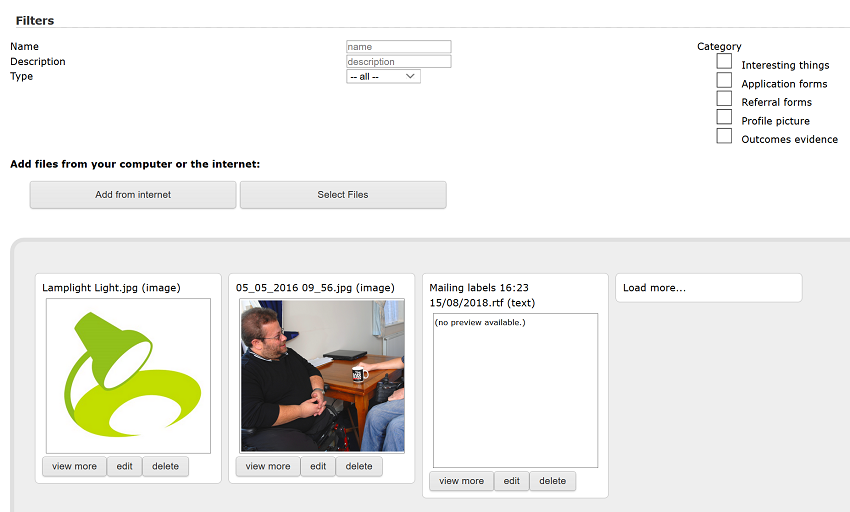 Filters
Name
name
Description
description
Type
-- all --
Category
Interesting things
Application forms
Referral forms
Profile picture
Outcomes evidence
Add files from your computer or the internet:
Add from internet
Select Files
Lamplight Light.jpg (image)
view more
edit
delete
05_05_2016 09_56.jpg (image)
view more
edit
delete
Mailing labels 16:23
15/08/2018.rtf (text)
(no preview available.)
view more
edit
delete
Load more...